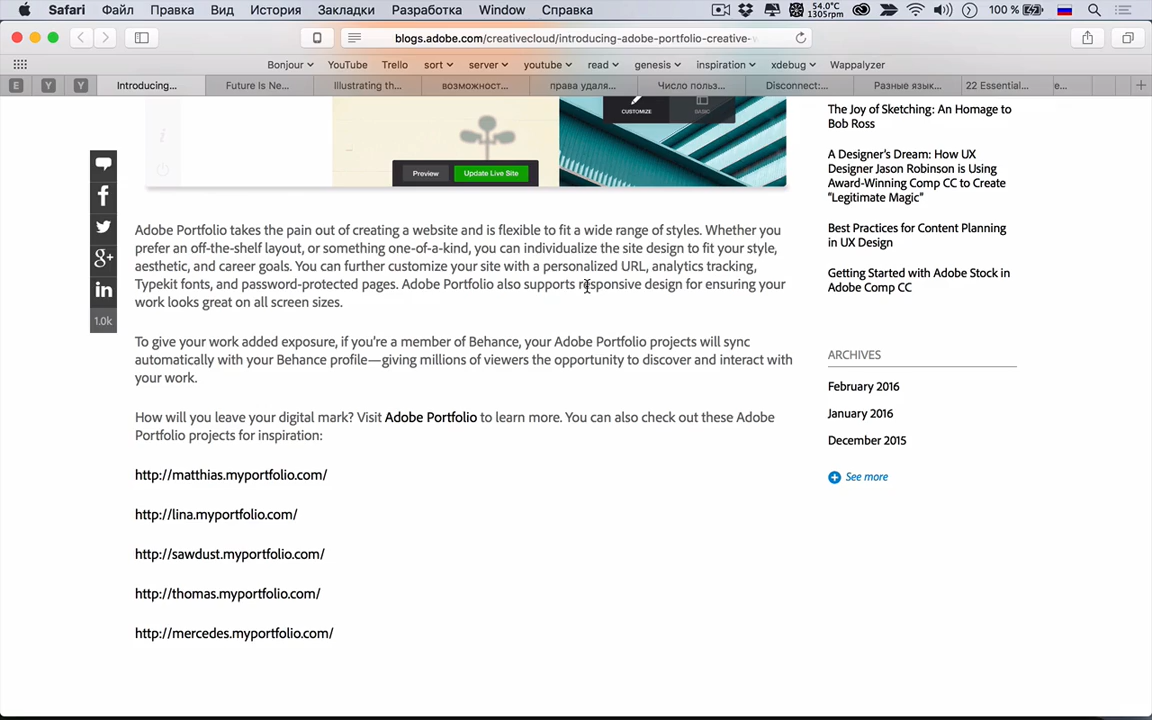 Safari Файл Правка Вид История Закладки Разработка Window Справка
54.0°C
1305rpm
100 %
blogs.adobe.com/creativecloud/introducing-adobe-portfolio-creative-
Bonjour YouTube Trello sort server youtube read genesis inspiration xdebug Wappalyzer
E Y Y Introducing... Future Is Ne... Illustrating th... возможност... права удаля... Число польз... Disconnect:... Разные язык... 22 Essential... e...
CUSTOMIZE
BASIC
Preview
Update Live Site
Adobe Portfolio takes the pain out of creating a website and is flexible to fit a wide range of styles. Whether you
prefer an off-the-shelf layout, or something one-of-a-kind, you can individualize the site design to fit your style,
aesthetic, and career goals. You can further customize your site with a personalized URL, analytics tracking,
Typekit fonts, and password-protected pages. Adobe Portfolio also supports responsive design for ensuring your
work looks great on all screen sizes.
To give your work added exposure, if you're a member of Behance, your Adobe Portfolio projects will sync
automatically with your Behance profile—giving millions of viewers the opportunity to discover and interact with
your work.
How will you leave your digital mark? Visit Adobe Portfolio to learn more. You can also check out these Adobe
Portfolio projects for inspiration:
http://matthias.myportfolio.com/
http://lina.myportfolio.com/
http://sawdust.myportfolio.com/
http://thomas.myportfolio.com/
http://mercedes.myportfolio.com/
f
g+
in
1.0k
The Joy of Sketching: An Homage to
Bob Ross
A Designer's Dream: How UX
Designer Jason Robinson is Using
Award-Winning Comp CC to Create
“Legitimate Magic”
Best Practices for Content Planning
in UX Design
Getting Started with Adobe Stock in
Adobe Comp CC
ARCHIVES
February 2016
January 2016
December 2015
See more